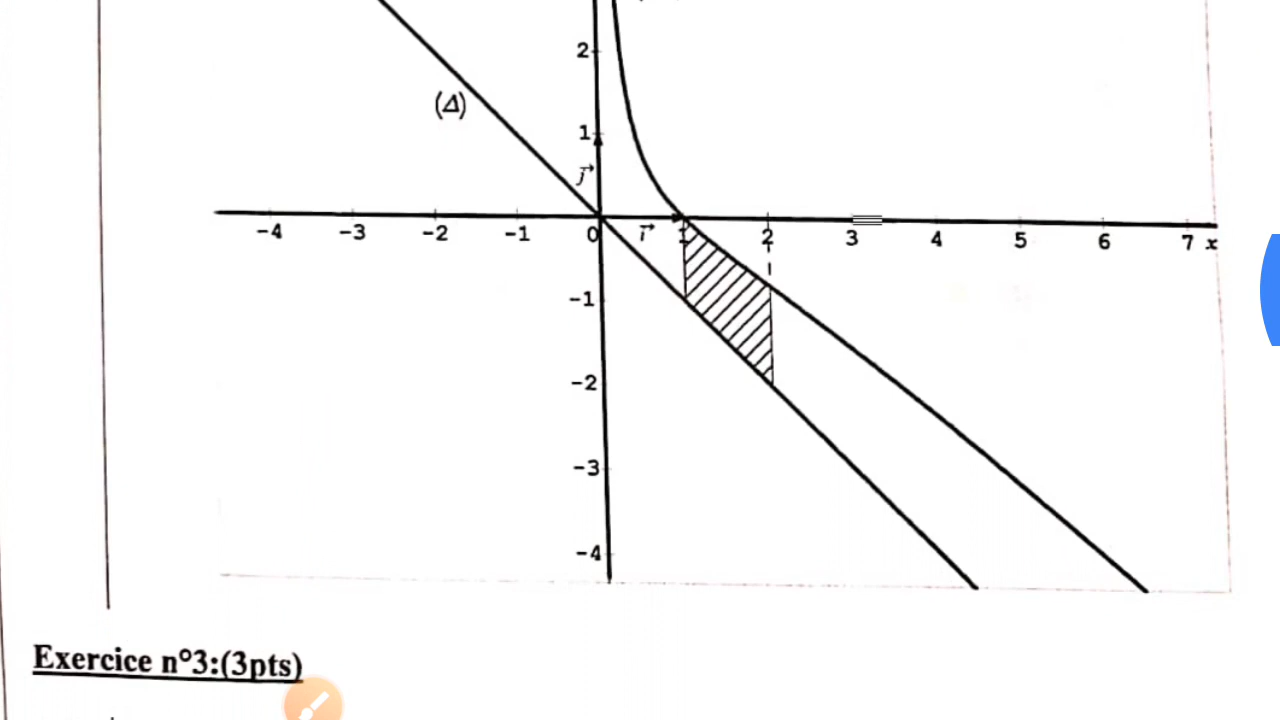 2
(Δ)
1
j⃗
-4 -3 -2 -1 0 i⃗ 1 2 3 4 5 6 7 x
-1
-2
-3
-4
Exercice n°3:(3pts)